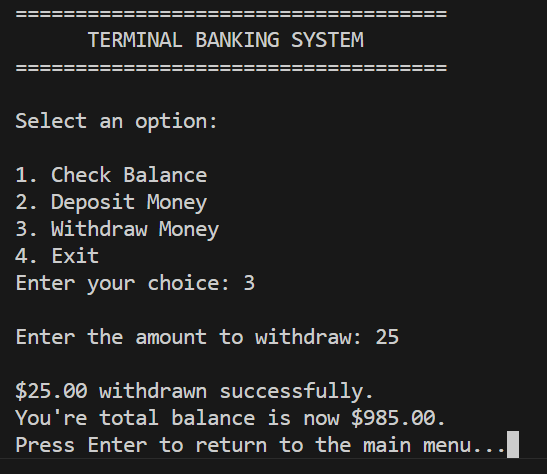 ====================================
TERMINAL BANKING SYSTEM
====================================
Select an option:
1. Check Balance
2. Deposit Money
3. Withdraw Money
4. Exit
Enter your choice: 3
Enter the amount to withdraw: 25
$25.00 withdrawn successfully.
You're total balance is now $985.00.
Press Enter to return to the main menu...